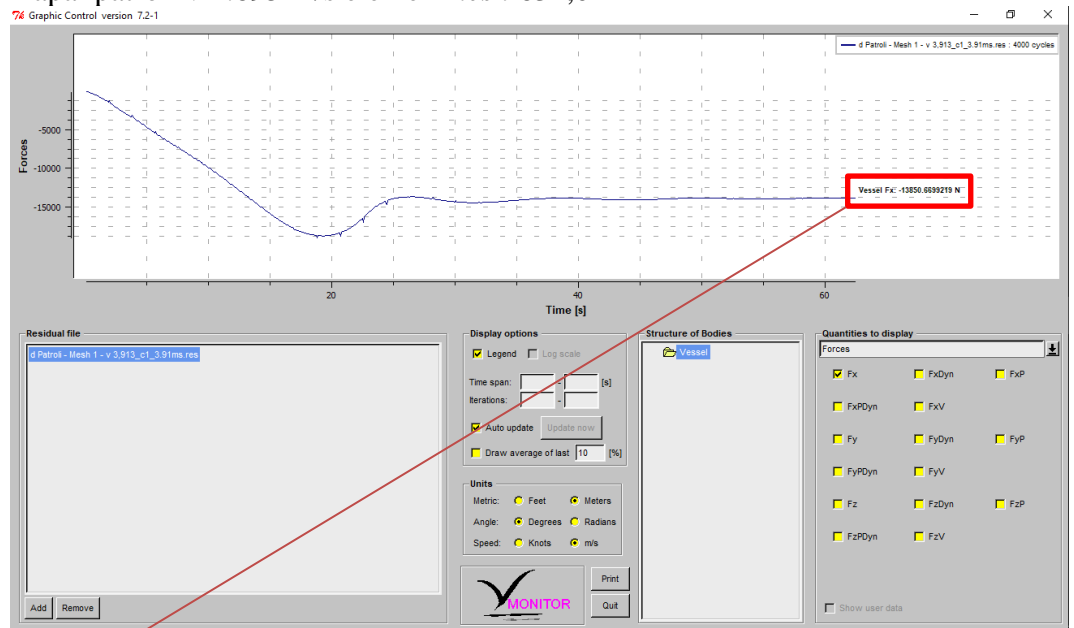 Graphic Control version 7.2-1
d Patroli - Mesh 1 - v 3,913_c1_3.91ms.res : 4000 cycles
Forces
-5000
-10000
-15000
Vessel Fx: -13850.6699219 N
20
40
60
Time [s]
Residual file
d Patroli - Mesh 1 - v 3,913_c1_3.91ms.res
Add
Remove
Display options
Legend
Log scale
Time span:
-
[s]
Iterations:
-
Auto update
Update now
Draw average of last
10
[%]
Units
Metric:
Feet
Meters
Angle:
Degrees
Radians
Speed:
Knots
m/s
MONITOR
Print
Quit
Structure of Bodies
Vessel
Quantities to display
Forces
Fx
FxDyn
FxP
FxPDyn
FxV
Fy
FyDyn
FyP
FyPDyn
FyV
Fz
FzDyn
FzP
FzPDyn
FzV
Show user data